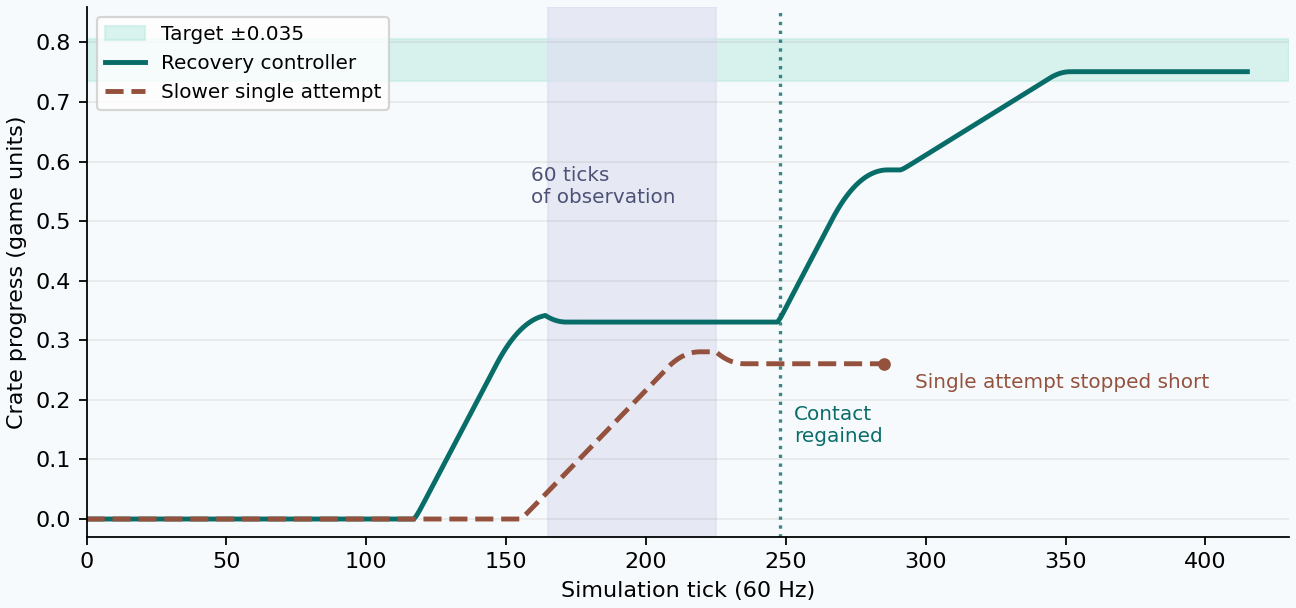 Target ±0.035
Recovery controller
Slower single attempt
60 ticks
of observation
Contact
regained
Single attempt stopped short
Crate progress (game units)
0.8
0.7
0.6
0.5
0.4
0.3
0.2
0.1
0.0
0 50 100 150 200 250 300 350 400
Simulation tick (60 Hz)